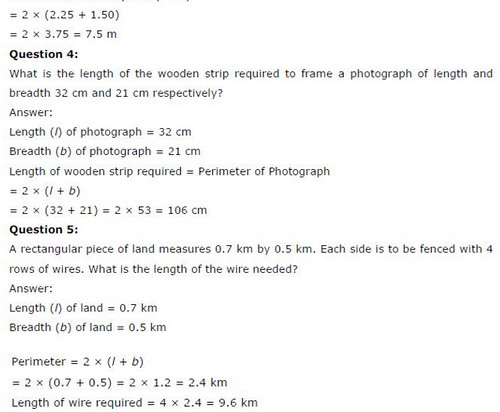 = 2 × (2.25 + 1.50)
= 2 × 3.75 = 7.5 m
Question 4:
What is the length of the wooden strip required to frame a photograph of length and
breadth 32 cm and 21 cm respectively?
Answer:
Length (l) of photograph = 32 cm
Breadth (b) of photograph = 21 cm
Length of wooden strip required = Perimeter of Photograph
= 2 × (l + b)
= 2 × (32 + 21) = 2 × 53 = 106 cm
Question 5:
A rectangular piece of land measures 0.7 km by 0.5 km. Each side is to be fenced with 4
rows of wires. What is the length of the wire needed?
Answer:
Length (l) of land = 0.7 km
Breadth (b) of land = 0.5 km
Perimeter = 2 × (l + b)
= 2 × (0.7 + 0.5) = 2 × 1.2 = 2.4 km
Length of wire required = 4 × 2.4 = 9.6 km